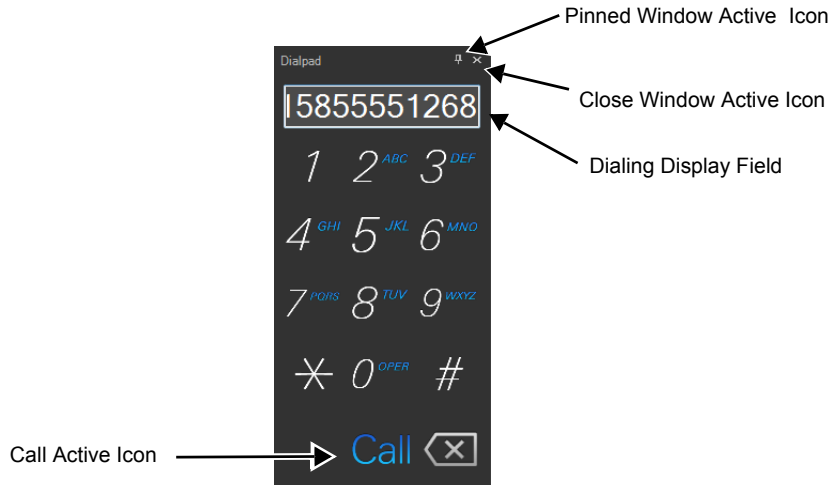 Pinned Window Active Icon
Dialpad
Close Window Active Icon
15855551268
Dialing Display Field
1 2 ABC 3 DEF
4 GHI 5 JKL 6 MNO
7 PQRS 8 TUV 9 WXYZ
* 0 OPER #
Call Active Icon
Call